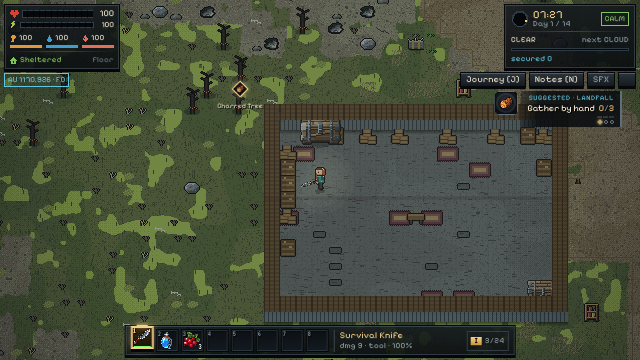 100
100
100 100 100
Sheltered Floor
07:27
Day 1 / 14
CALM
CLEAR next CLOUD
secured 0
Journey (J) Notes (N) SFX
SUGGESTED · LANDFALL
Gather by hand 0/3
Charred Tree
1 2 3 4 5 6 7 8
3
Survival Knife
dmg 9 · tool · 100%
3/24